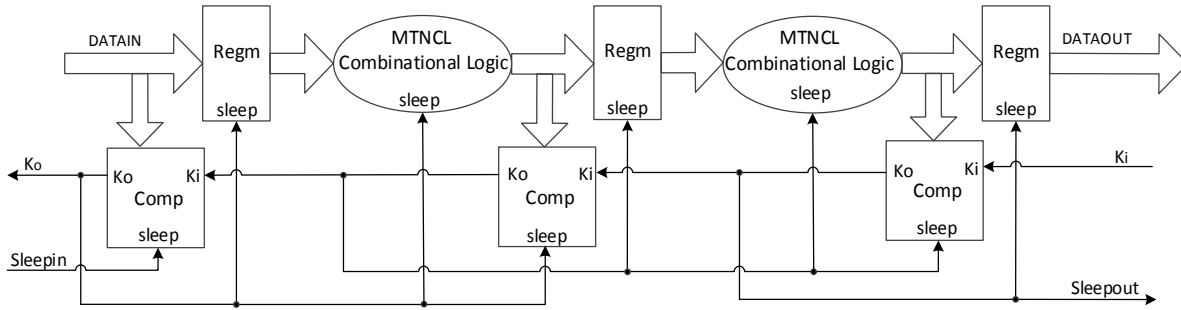 DATAIN
Regm
sleep
MTNCL
Combinational Logic
sleep
Regm
sleep
MTNCL
Combinational Logic
sleep
Regm
sleep
DATAOUT
Ko
Ko
Ki
Comp
sleep
Ko
Ki
Comp
sleep
Ko
Ki
Comp
sleep
Ki
Sleepin
Sleepout